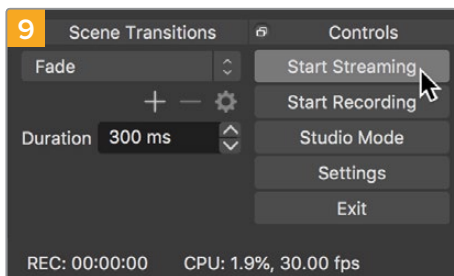 9
Scene Transitions
Fade
Duration 300 ms
Controls
Start Streaming
Start Recording
Studio Mode
Settings
Exit
REC: 00:00:00 CPU: 1.9%, 30.00 fps